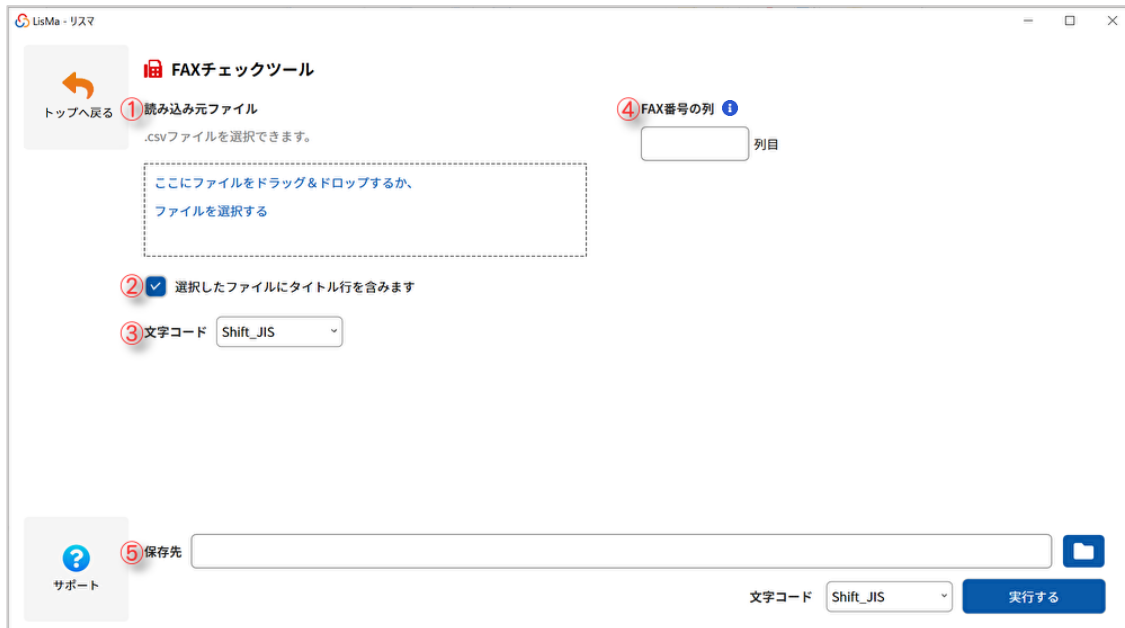 LisMa - リスマ
トップへ戻る
FAXチェックツール
①読み込み元ファイル
.csvファイルを選択できます。
ここにファイルをドラッグ＆ドロップするか、
ファイルを選択する
②選択したファイルにタイトル行を含みます
③文字コード Shift_JIS
④FAX番号の列
列目
サポート
⑤保存先
文字コード Shift_JIS 実行する